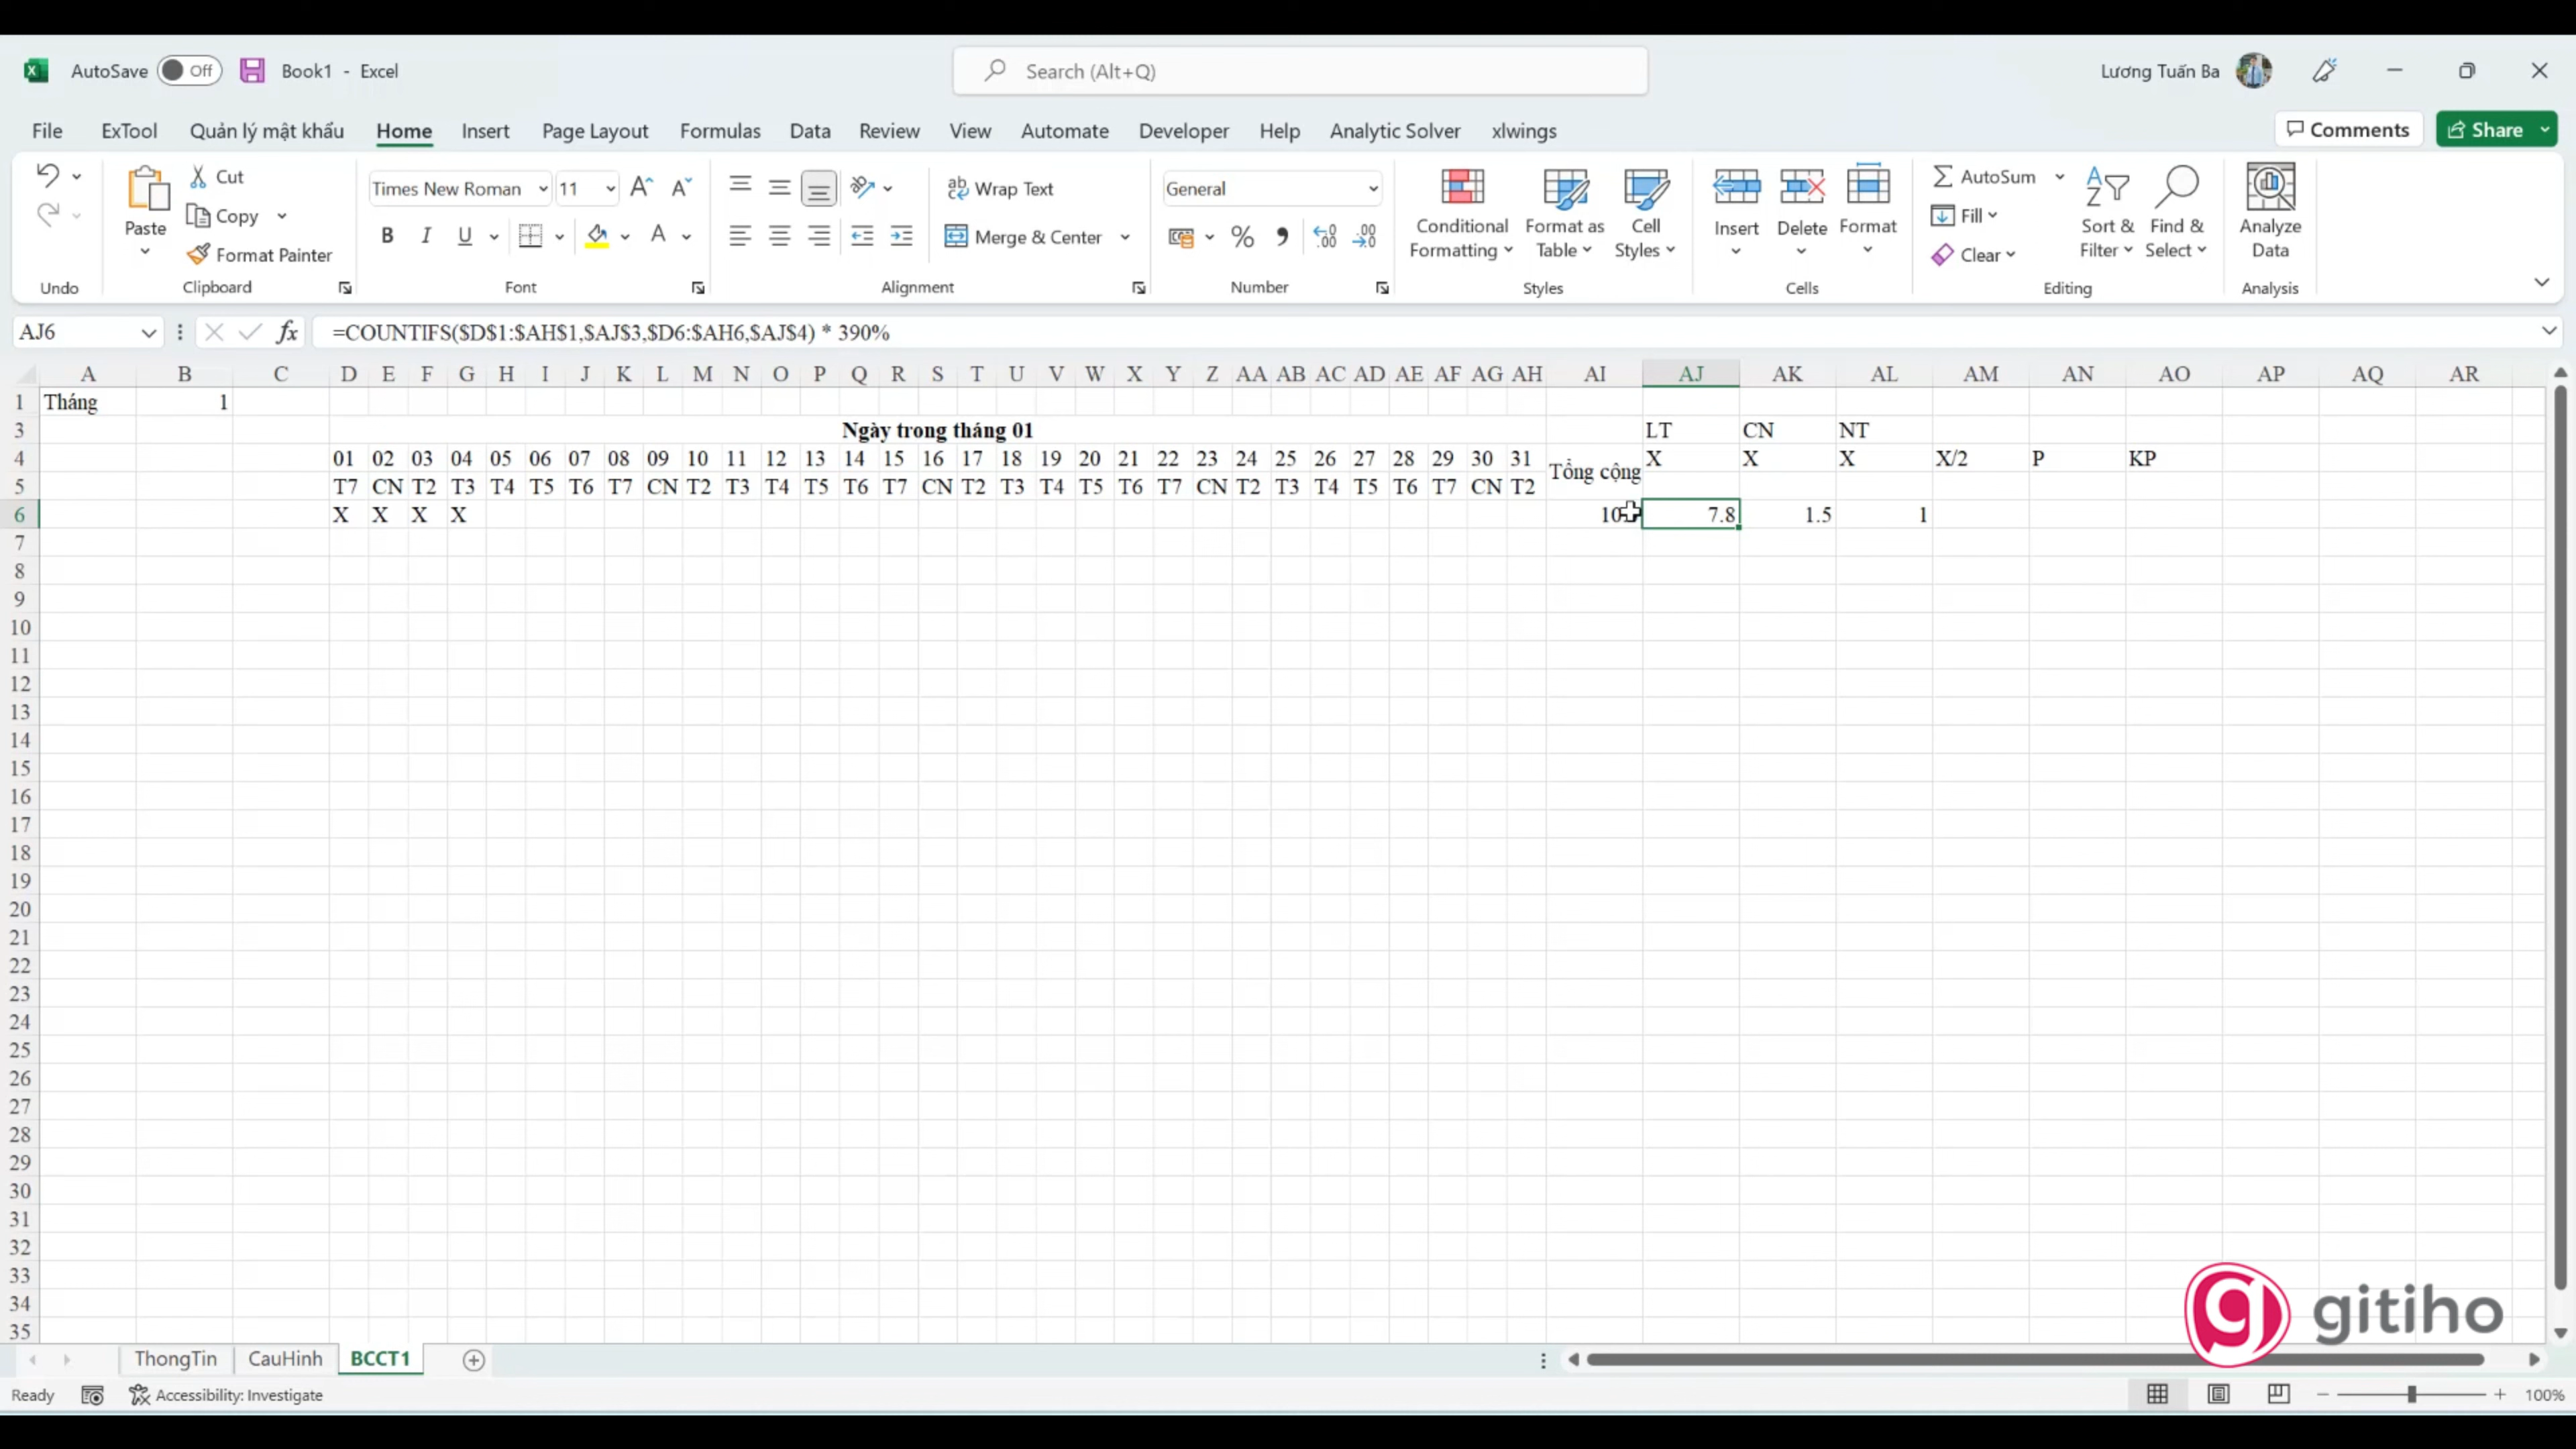 AutoSave Off Book1 - Excel Search (Alt+Q) Lương Tuấn Ba
File ExTool Quản lý mật khẩu Home Insert Page Layout Formulas Data Review View Automate Developer Help Analytic Solver xlwings Comments Share
Paste Cut Copy Format Painter
Times New Roman 11
B I U A
Wrap Text
Merge & Center
General
Conditional Formatting Format as Table Cell Styles
Insert Delete Format
AutoSum Fill Clear
Sort & Filter Find & Select
Analyze Data
Undo Clipboard Font Alignment Number Styles Cells Editing Analysis
AJ6 fx =COUNTIFS($D$1:$AH$1,$AJ$3,$D6:$AH6,$AJ$4) * 390%
A B C D E F G H I J K L M N O P Q R S T U V W X Y Z AA AB AC AD AE AF AG AH AI AJ AK AL AM AN AO AP AQ AR
1 Tháng 1
3 Ngày trong tháng 01 LT CN NT
4 01 02 03 04 05 06 07 08 09 10 11 12 13 14 15 16 17 18 19 20 21 22 23 24 25 26 27 28 29 30 31 Tổng cộng X X X X/2 P KP
5 T7 CN T2 T3 T4 T5 T6 T7 CN T2 T3 T4 T5 T6 T7 CN T2 T3 T4 T5 T6 T7 CN T2 T3 T4 T5 T6 T7 CN T2
6 X X X X 7.8 1.5 1
7
8
9
10
11
12
13
14
15
16
17
18
19
20
21
22
23
24
25
26
27
28
29
30
31
32
33
34
35
gitiho
ThongTin CauHinh BCCT1
Ready Accessibility: Investigate 100%